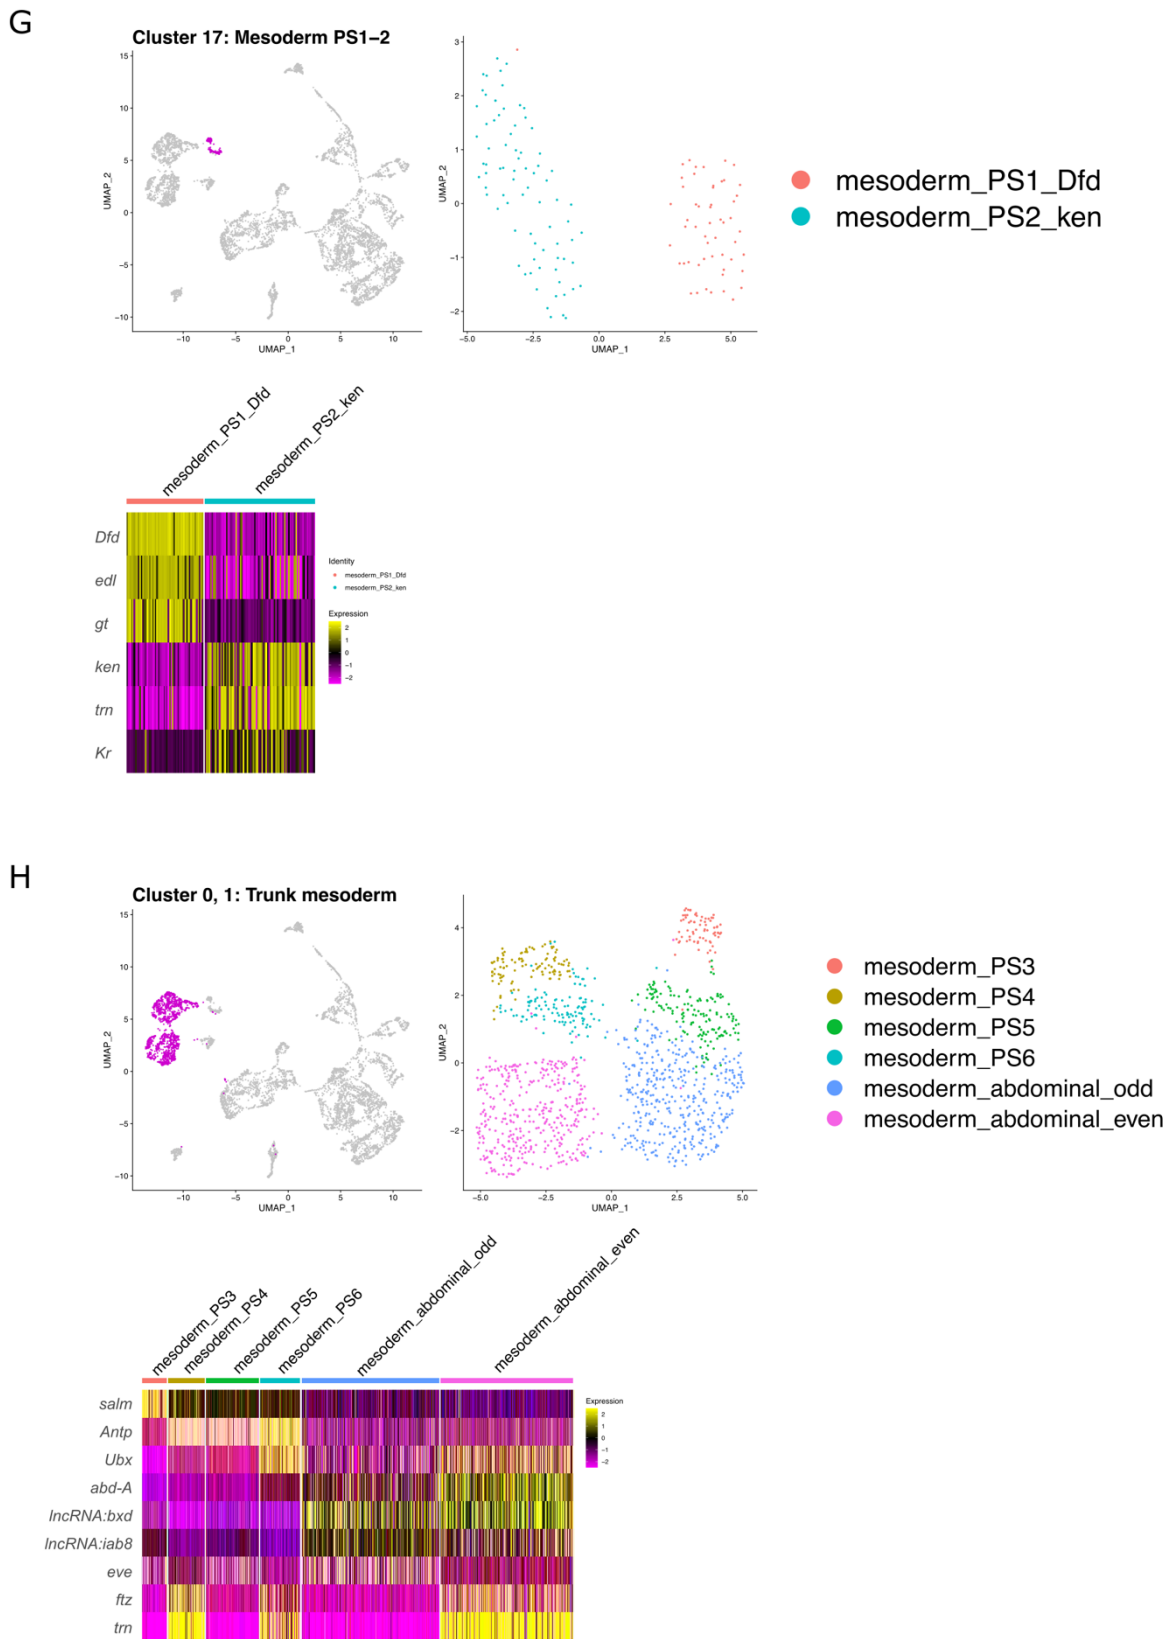 G
Cluster 17: Mesoderm PS1–2
15
10
5
0
−5
−10
UMAP_2
−10
−5
0
5
10
UMAP_1
3
2
1
0
−1
−2
UMAP_2
−5.0
−2.5
0.0
2.5
5.0
UMAP_1
mesoderm_PS1_Dfd
mesoderm_PS2_ken
mesoderm_PS1_Dfd
mesoderm_PS2_ken
Dfd
edl
gt
ken
trn
Kr
Identity
mesoderm_PS1_Dfd
mesoderm_PS2_ken
Expression
2
1
0
−1
−2
H
Cluster 0, 1: Trunk mesoderm
15
10
5
0
−5
−10
UMAP_2
−10
−5
0
5
10
UMAP_1
4
2
0
−2
UMAP_2
−5.0
−2.5
0.0
2.5
5.0
UMAP_1
mesoderm_PS3
mesoderm_PS4
mesoderm_PS5
mesoderm_PS6
mesoderm_abdominal_odd
mesoderm_abdominal_even
mesoderm_PS3
mesoderm_PS4
mesoderm_PS5
mesoderm_PS6
mesoderm_abdominal_odd
mesoderm_abdominal_even
salm
Antp
Ubx
abd-A
lncRNA:bxd
lncRNA:iab8
eve
ftz
trn
Expression
2
1
0
−1
−2